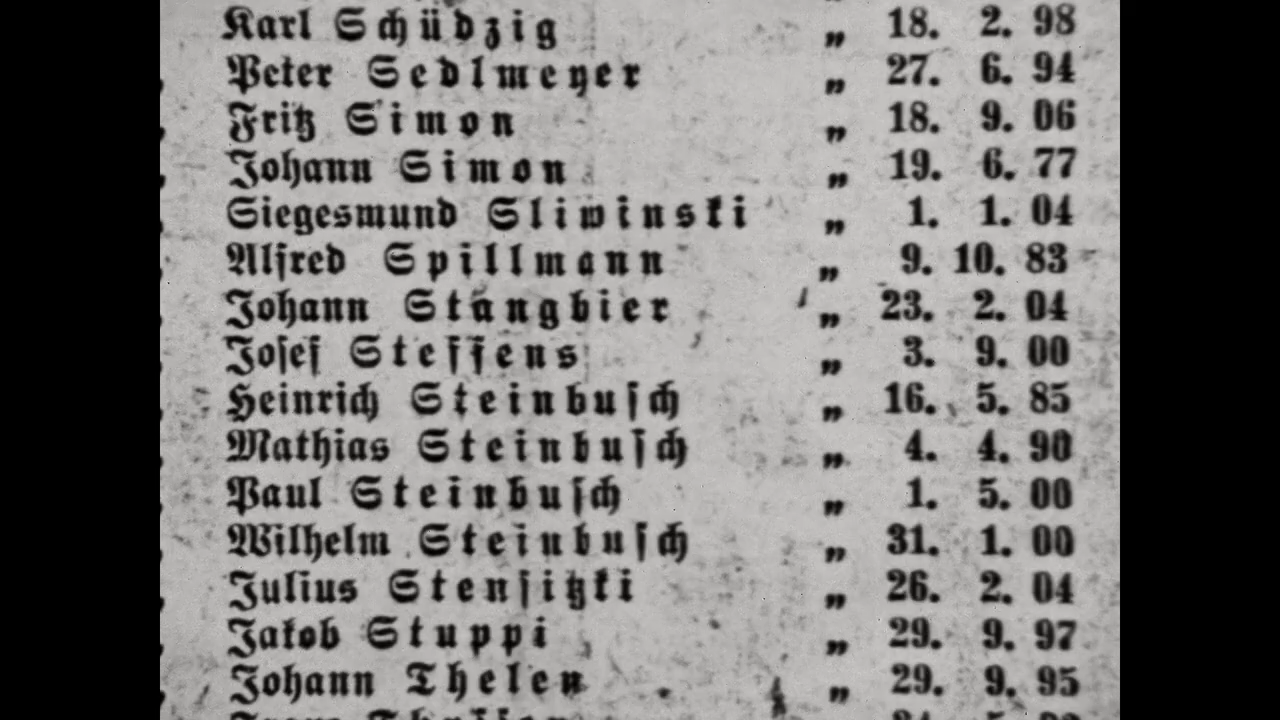 Karl Schüdzig „ 18. 2. 98
Peter Sedlmeyer „ 27. 6. 94
Fritz Simon „ 18. 9. 06
Johann Simon „ 19. 6. 77
Siegesmund Sliwinski „ 1. 1. 04
Alfred Spillmann „ 9. 10. 83
Johann Stangbier „ 23. 2. 04
Josef Steffens „ 3. 9. 00
Heinrich Steinbusch „ 16. 5. 85
Mathias Steinbusch „ 4. 4. 90
Paul Steinbusch „ 1. 5. 00
Wilhelm Steinbusch „ 31. 1. 00
Julius Stensitzki „ 26. 2. 04
Jakob Stuppi „ 29. 9. 97
Johann Thelen „ 29. 9. 95